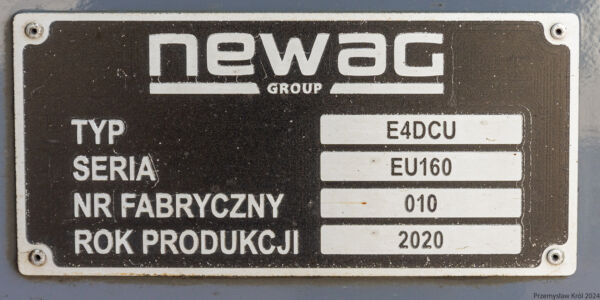 newag
GROUP
TYP E4DCU
SERIA EU160
NR FABRYCZNY 010
ROK PRODUKCJI 2020
Przemysław Król 2024